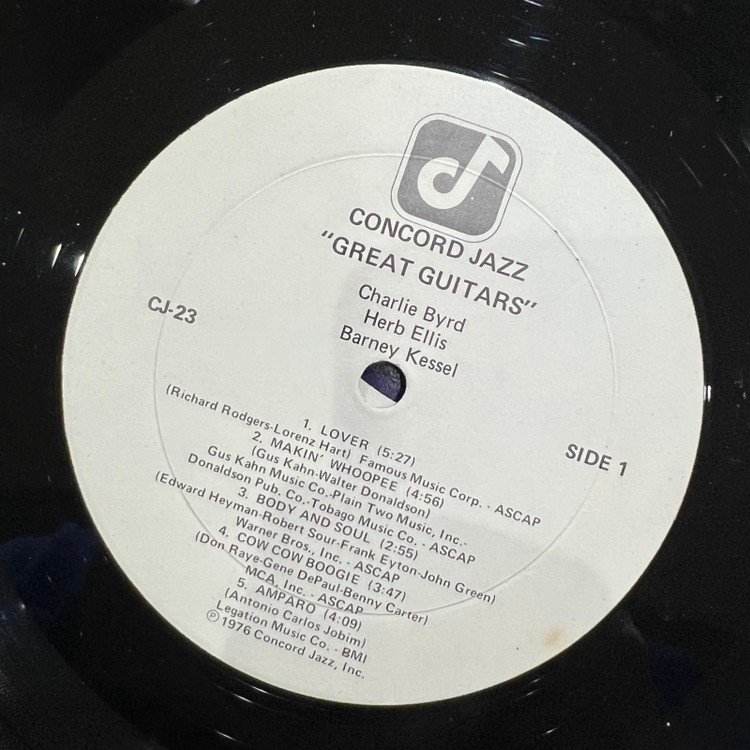 CONCORD JAZZ
"GREAT GUITARS"
Charlie Byrd
Herb Ellis
Barney Kessel
CJ-23
SIDE 1
1. LOVER (5:27)
(Richard Rodgers-Lorenz Hart) Famous Music Corp. - ASCAP
2. MAKIN' WHOOPEE (4:56)
(Gus Kahn-Walter Donaldson)
Gus Kahn Music Co.-Plain Two Music, Inc.-
Donaldson Pub. Co.-Tobago Music Co. - ASCAP
3. BODY AND SOUL (2:55)
(Edward Heyman-Robert Sour-Frank Eyton-John Green)
Warner Bros., Inc. - ASCAP
4. COW COW BOOGIE (3:47)
(Don Raye-Gene DePaul-Benny Carter)
MCA, Inc. - ASCAP
5. AMPARO (4:09)
(Antonio Carlos Jobim)
Legation Music Co. - BMI
℗1976 Concord Jazz, Inc.